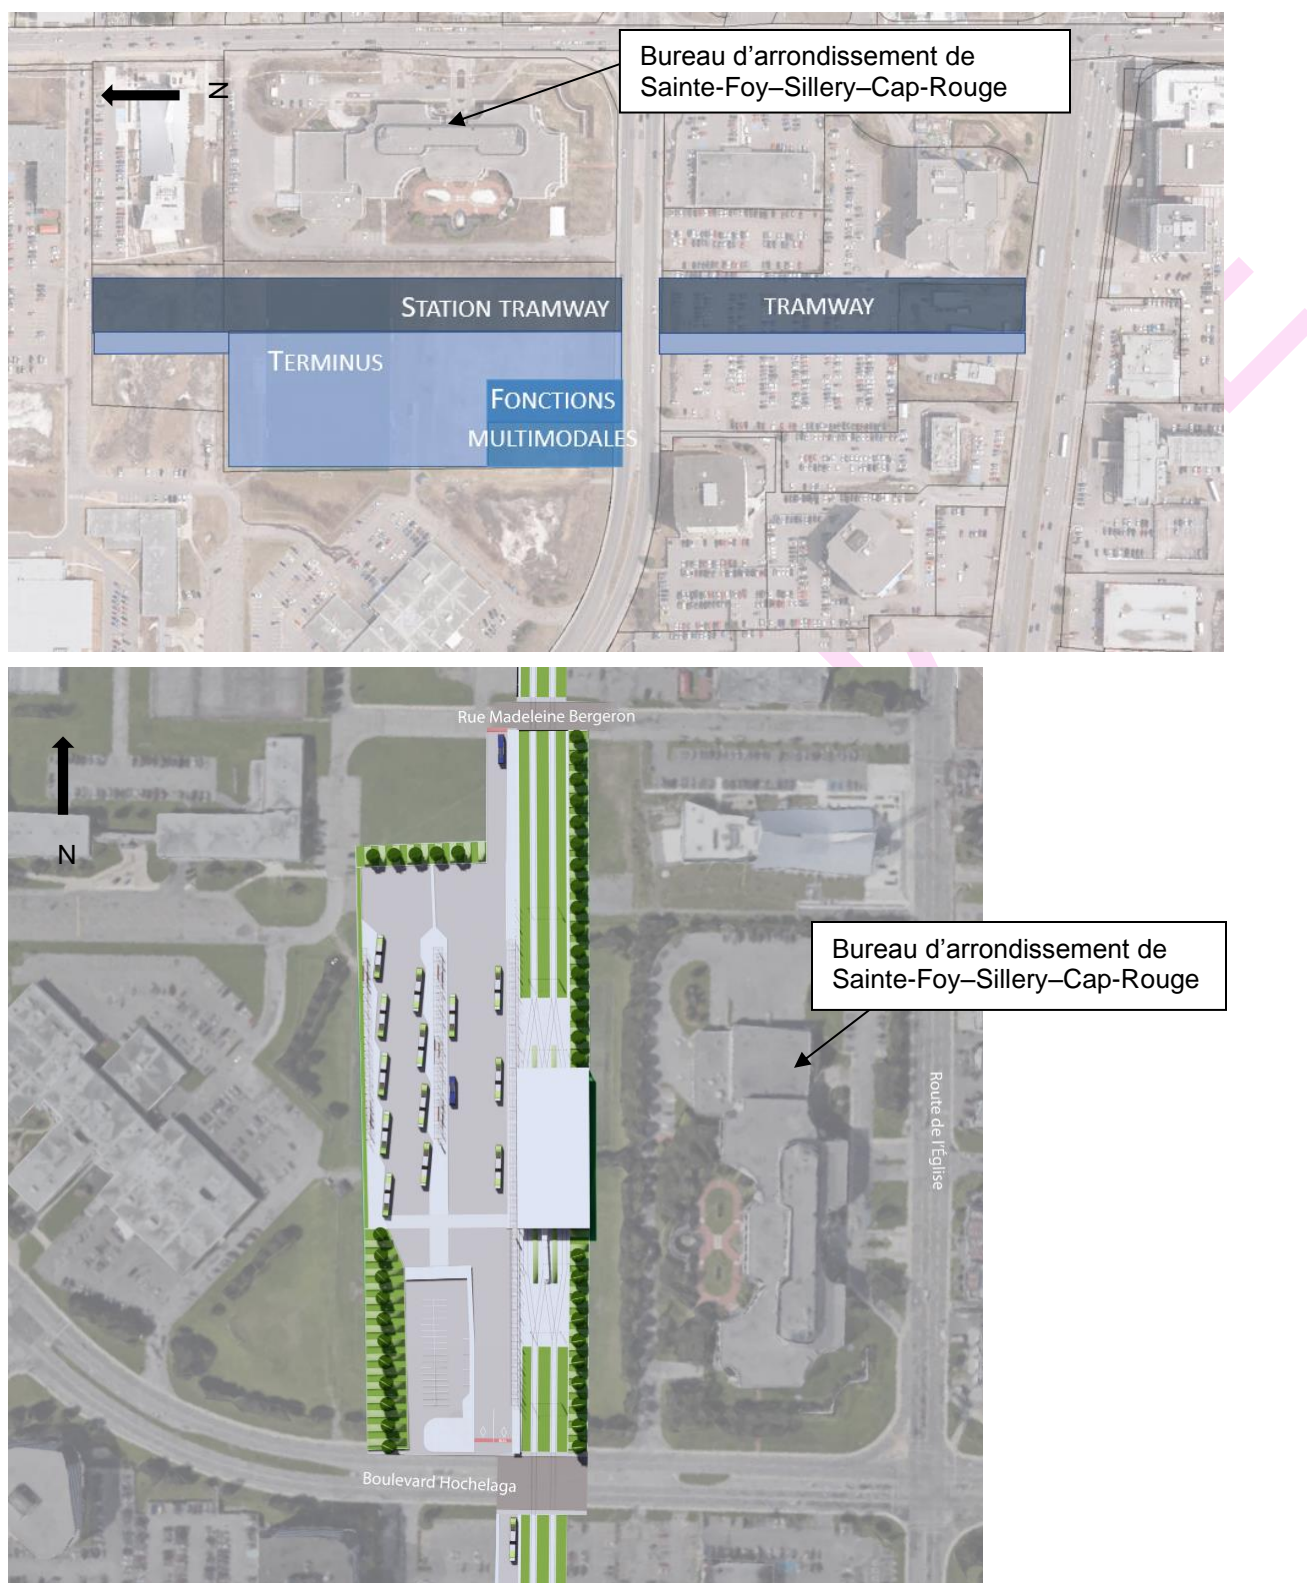 Bureau d'arrondissement de
Sainte-Foy–Sillery–Cap-Rouge
N
STATION TRAMWAY
TRAMWAY
TERMINUS
FONCTIONS
MULTIMODALES
Rue Madeleine Bergeron
N
Bureau d'arrondissement de
Sainte-Foy–Sillery–Cap-Rouge
Route de l'Église
Boulevard Hochelaga